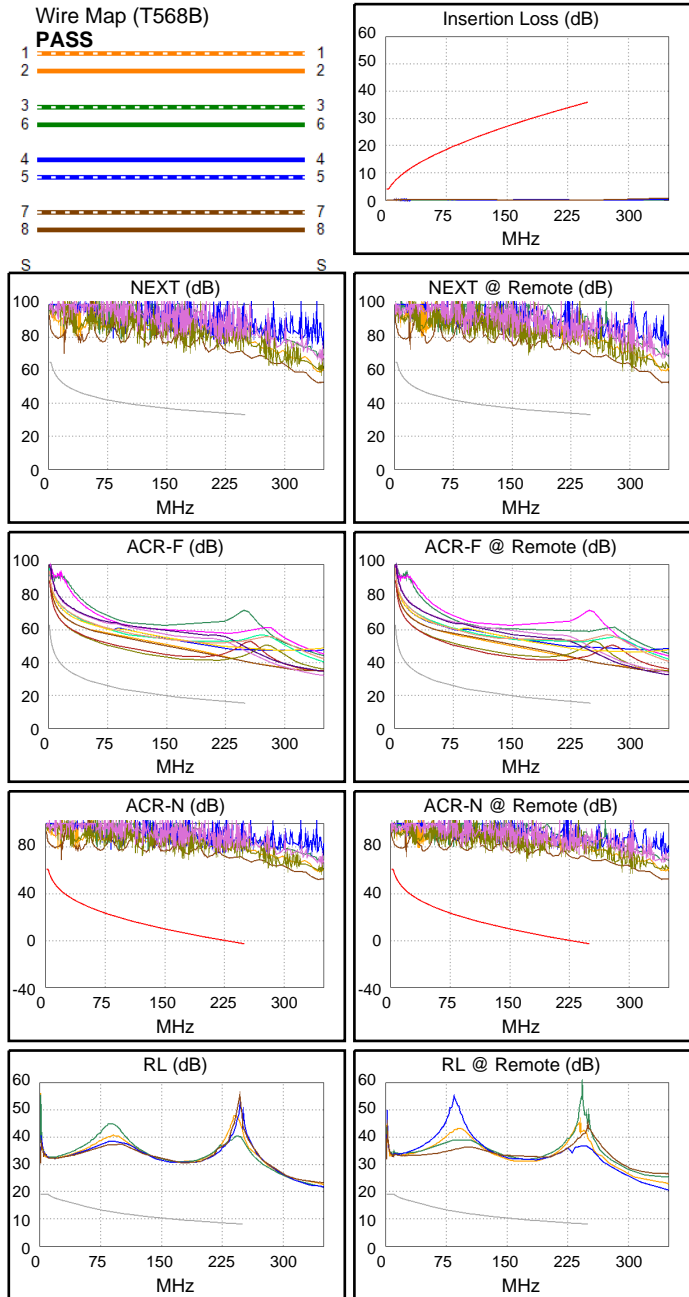 Wire Map (T568B)
PASS
1 1
2 2
3 3
6 6
4 4
5 5
7 7
8 8
S S
Insertion Loss (dB)
60
50
40
30
20
10
0
0 75 150 225 300
MHz
NEXT (dB)
100
80
60
40
20
0
0 75 150 225 300
MHz
NEXT @ Remote (dB)
100
80
60
40
20
0
0 75 150 225 300
MHz
ACR-F (dB)
100
80
60
40
20
0
0 75 150 225 300
MHz
ACR-F @ Remote (dB)
100
80
60
40
20
0
0 75 150 225 300
MHz
ACR-N (dB)
80
40
0
-40
0 75 150 225 300
MHz
ACR-N @ Remote (dB)
80
40
0
-40
0 75 150 225 300
MHz
RL (dB)
60
50
40
30
20
10
0
0 75 150 225 300
MHz
RL @ Remote (dB)
60
50
40
30
20
10
0
0 75 150 225 300
MHz